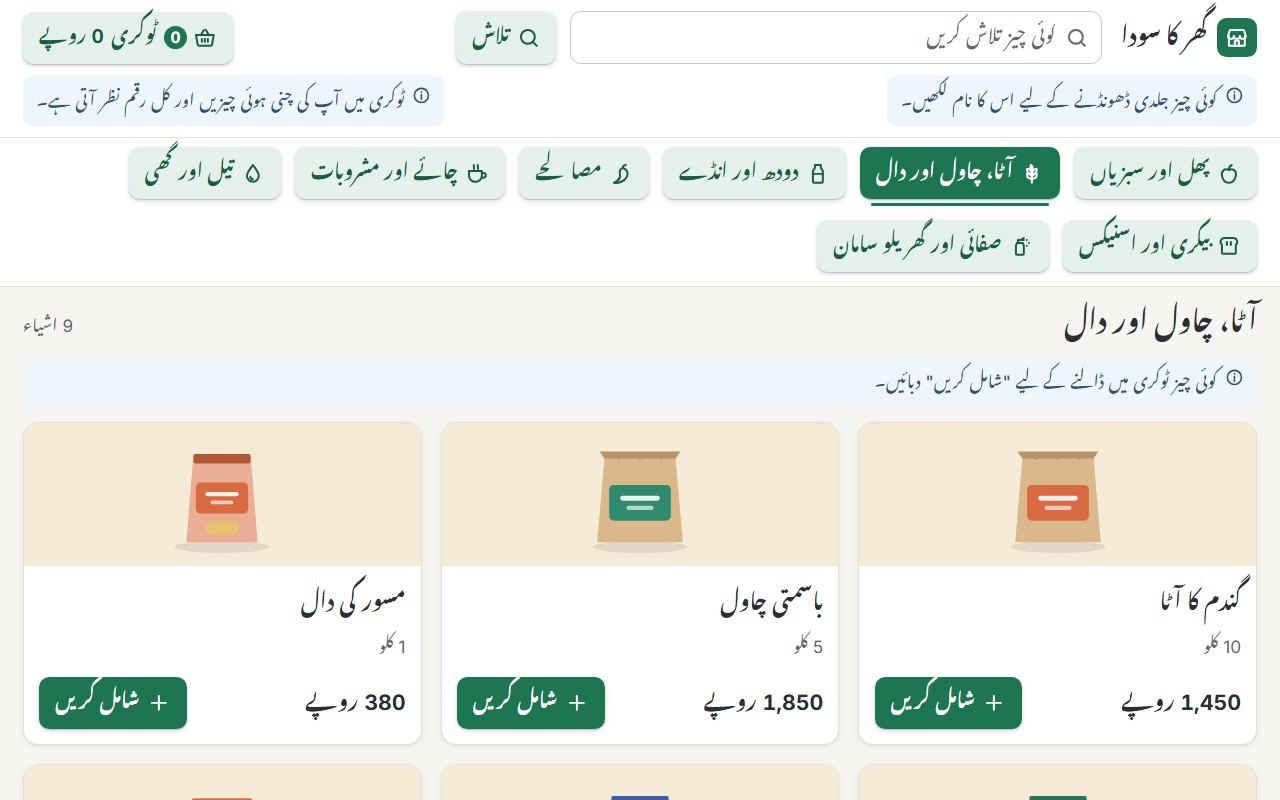 گھر کا سودا
کوئی چیز تلاش کریں
تلاش
ٹوکری 0 0 روپے
کوئی چیز جلدی ڈھونڈنے کے لیے اس کا نام لکھیں۔
ٹوکری میں آپ کی چنی ہوئی چیزیں اور کل رقم نظر آتی ہے۔
پھل اور سبزیاں
آٹا، چاول اور دال
دودھ اور انڈے
مصالحے
چائے اور مشروبات
تیل اور گھی
بیکری اور اسنیکس
صفائی اور گھریلو سامان
آٹا، چاول اور دال
9 اشیاء
کوئی چیز ٹوکری میں ڈالنے کے لیے "شامل کریں" دبائیں۔
گندم کا آٹا
10 کلو
1,450 روپے
شامل کریں
باسمتی چاول
5 کلو
1,850 روپے
شامل کریں
مسور کی دال
1 کلو
380 روپے
شامل کریں